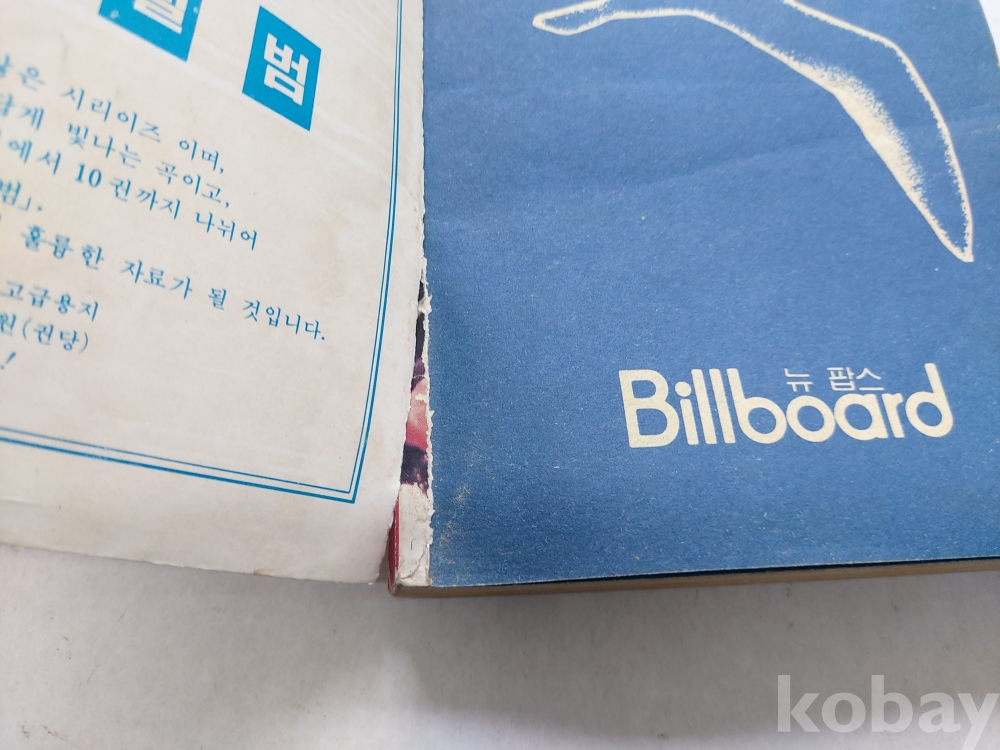 범
은 시리이즈 이며,
게 빛나는 곡이고,
에서 10권까지 나뉘어
범」.
훌륭한 자료가 될 것입니다.
고급용지
원(권당)
!
뉴 팝스
Billboard
kobay